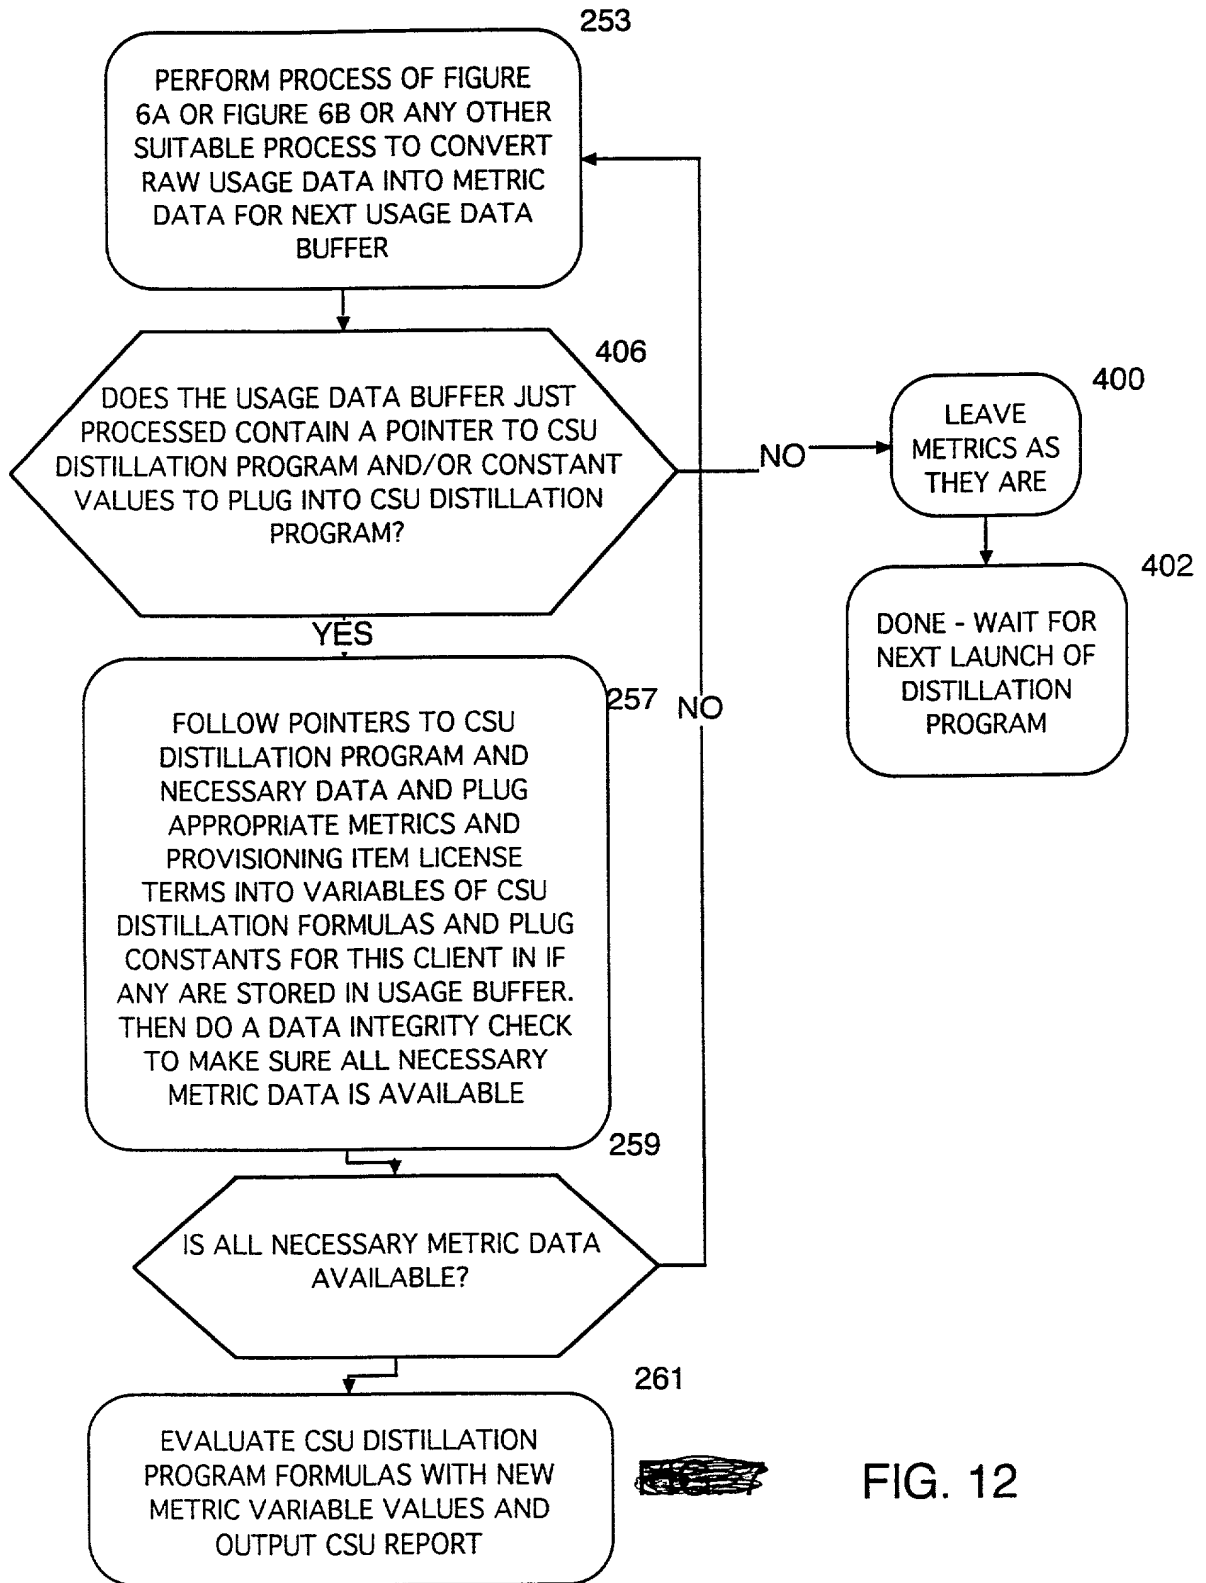 253
PERFORM PROCESS OF FIGURE
6A OR FIGURE 6B OR ANY OTHER
SUITABLE PROCESS TO CONVERT
RAW USAGE DATA INTO METRIC
DATA FOR NEXT USAGE DATA
BUFFER
406
DOES THE USAGE DATA BUFFER JUST
PROCESSED CONTAIN A POINTER TO CSU
DISTILLATION PROGRAM AND/OR CONSTANT
VALUES TO PLUG INTO CSU DISTILLATION
PROGRAM?
NO
400
LEAVE
METRICS AS
THEY ARE
402
DONE - WAIT FOR
NEXT LAUNCH OF
DISTILLATION
PROGRAM
YES
257
NO
FOLLOW POINTERS TO CSU
DISTILLATION PROGRAM AND
NECESSARY DATA AND PLUG
APPROPRIATE METRICS AND
PROVISIONING ITEM LICENSE
TERMS INTO VARIABLES OF CSU
DISTILLATION FORMULAS AND PLUG
CONSTANTS FOR THIS CLIENT IN IF
ANY ARE STORED IN USAGE BUFFER.
THEN DO A DATA INTEGRITY CHECK
TO MAKE SURE ALL NECESSARY
METRIC DATA IS AVAILABLE
259
IS ALL NECESSARY METRIC DATA
AVAILABLE?
261
EVALUATE CSU DISTILLATION
PROGRAM FORMULAS WITH NEW
METRIC VARIABLE VALUES AND
OUTPUT CSU REPORT
FIG. 12